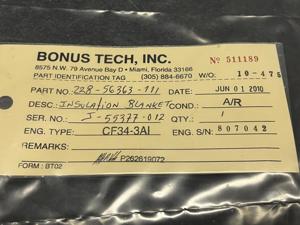 BONUS TECH, INC.
8575 N.W. 79 Avenue Bay D • Miami, Florida 33166
Nº 511189
PART IDENTIFICATION TAG (305) 884-6670 W/O: 10-475
PART NO. 228-56363-111 DATE: JUN 01 2010
DESC: INSULATION BLANKET COND.: A/R
SER. NO.: J-55377-012 QTY.: 1
ENG. TYPE: CF34-3A1 ENG. S/N: 807042
REMARKS:
P262619072
FORM: BT02